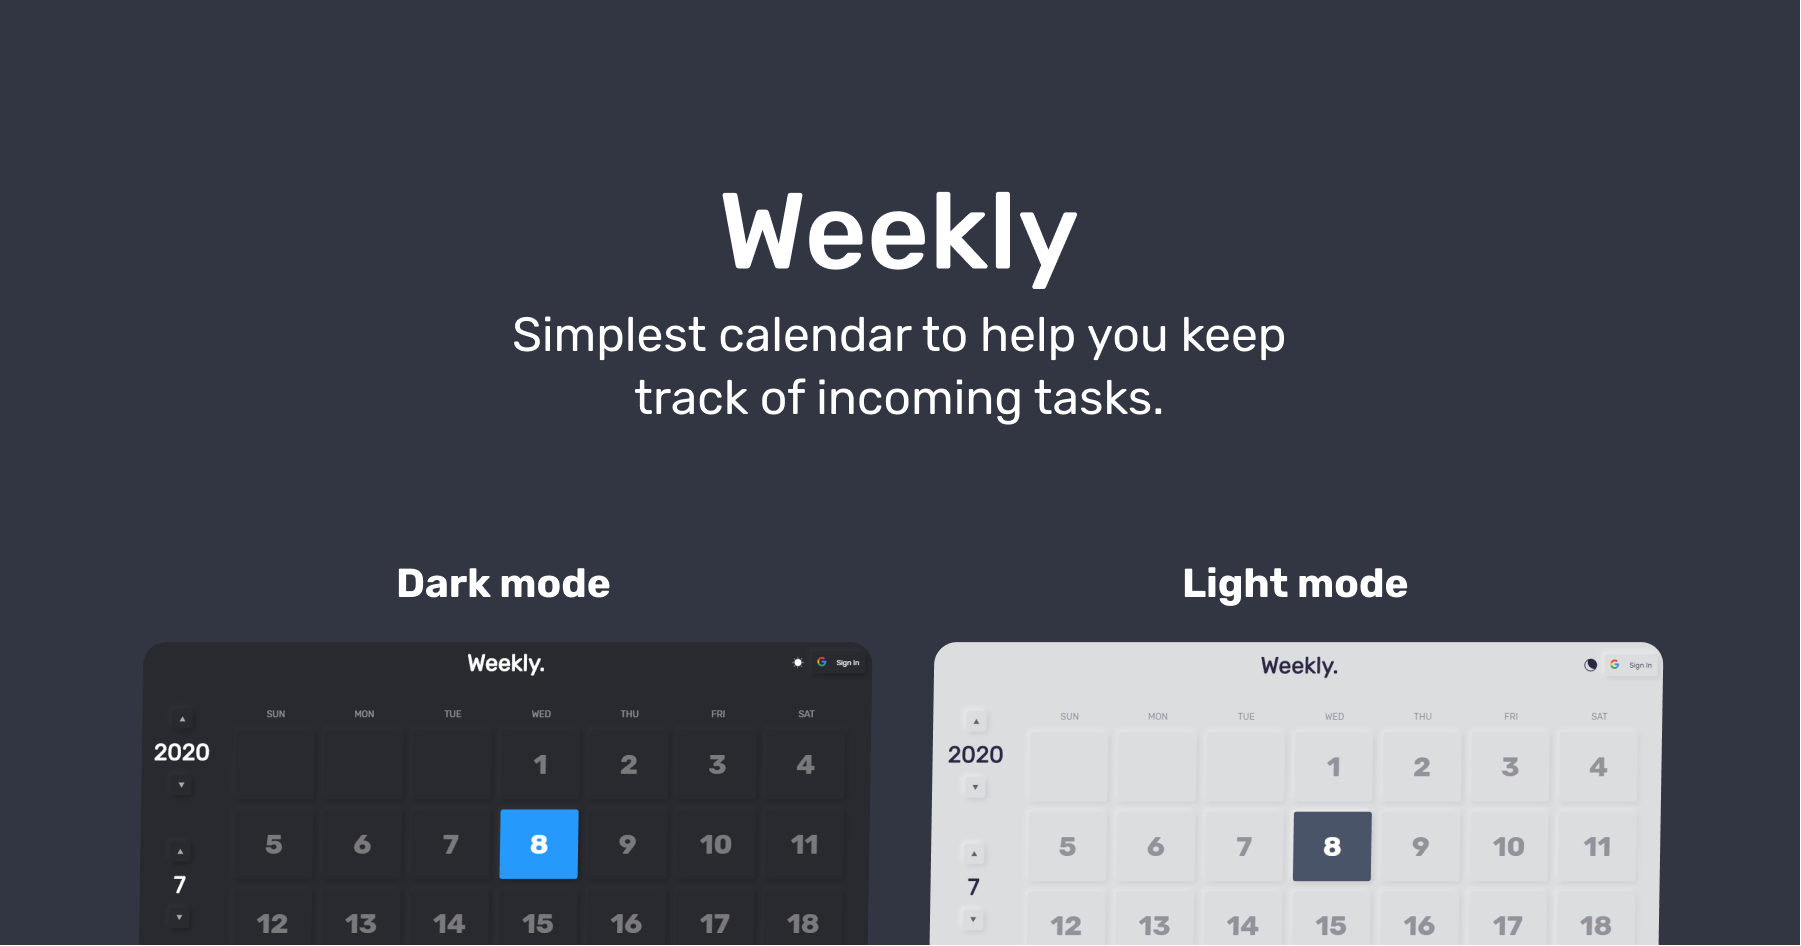 Weekly
Simplest calendar to help you keep
track of incoming tasks.
Dark mode
Weekly.
Sign In
SUN MON TUE WED THU FRI SAT
2020
1 2 3 4
5 6 7 8 9 10 11
7
12 13 14 15 16 17 18
Light mode
Weekly.
Sign In
SUN MON TUE WED THU FRI SAT
2020
1 2 3 4
5 6 7 8 9 10 11
7
12 13 14 15 16 17 18